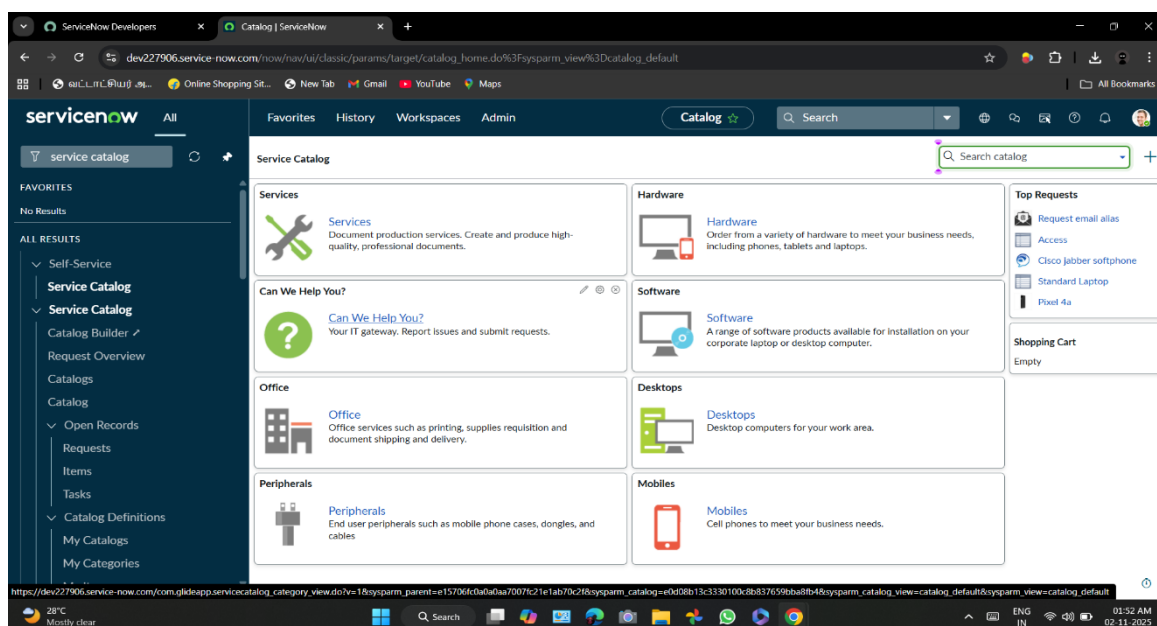 ServiceNow Developers
Catalog | ServiceNow
dev227906.service-now.com/now/nav/ui/classic/params/target/catalog_home.do%3Fsysparm_view%3Dcatalog_default
வட்டாட்சியர் அ...
Online Shopping Sit...
New Tab
Gmail
YouTube
Maps
All Bookmarks
servicenow
All
Favorites
History
Workspaces
Admin
Catalog
Search
service catalog
Service Catalog
Search catalog
FAVORITES
No Results
ALL RESULTS
Self-Service
Service Catalog
Service Catalog
Catalog Builder
Request Overview
Catalogs
Catalog
Open Records
Requests
Items
Tasks
Catalog Definitions
My Catalogs
My Categories
Services
Services
Document production services. Create and produce high-
quality, professional documents.
Hardware
Hardware
Order from a variety of hardware to meet your business needs,
including phones, tablets and laptops.
Can We Help You?
Can We Help You?
Your IT gateway. Report issues and submit requests.
Software
Software
A range of software products available for installation on your
corporate laptop or desktop computer.
Office
Office
Office services such as printing, supplies requisition and
document shipping and delivery.
Desktops
Desktops
Desktop computers for your work area.
Peripherals
Peripherals
End user peripherals such as mobile phone cases, dongles, and
cables
Mobiles
Mobiles
Cell phones to meet your business needs.
Top Requests
Request email alias
Access
Cisco jabber softphone
Standard Laptop
Pixel 4a
Shopping Cart
Empty
https://dev227906.service-now.com/com.glideapp.servicecatalog_category_view.do?v=1&sysparm_parent=e15706fc0a0a0aa7007fc21e1ab70c2f&sysparm_catalog=e0d08b13c3330100c8b837659bba8fb4&sysparm_catalog_view=catalog_default&sysparm_view=catalog_default
28°C
Mostly clear
Search
ENG
IN
01:52 AM
02-11-2025